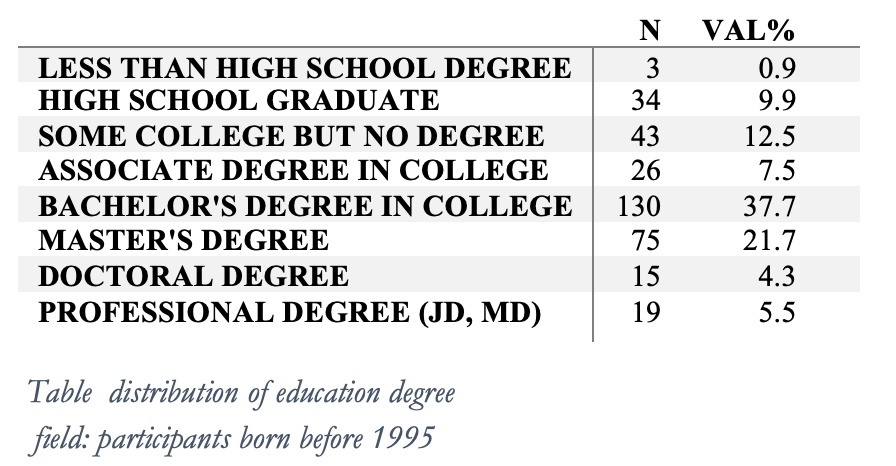 N VAL%
LESS THAN HIGH SCHOOL DEGREE 3 0.9
HIGH SCHOOL GRADUATE 34 9.9
SOME COLLEGE BUT NO DEGREE 43 12.5
ASSOCIATE DEGREE IN COLLEGE 26 7.5
BACHELOR'S DEGREE IN COLLEGE 130 37.7
MASTER'S DEGREE 75 21.7
DOCTORAL DEGREE 15 4.3
PROFESSIONAL DEGREE (JD, MD) 19 5.5
Table distribution of education degree
field: participants born before 1995